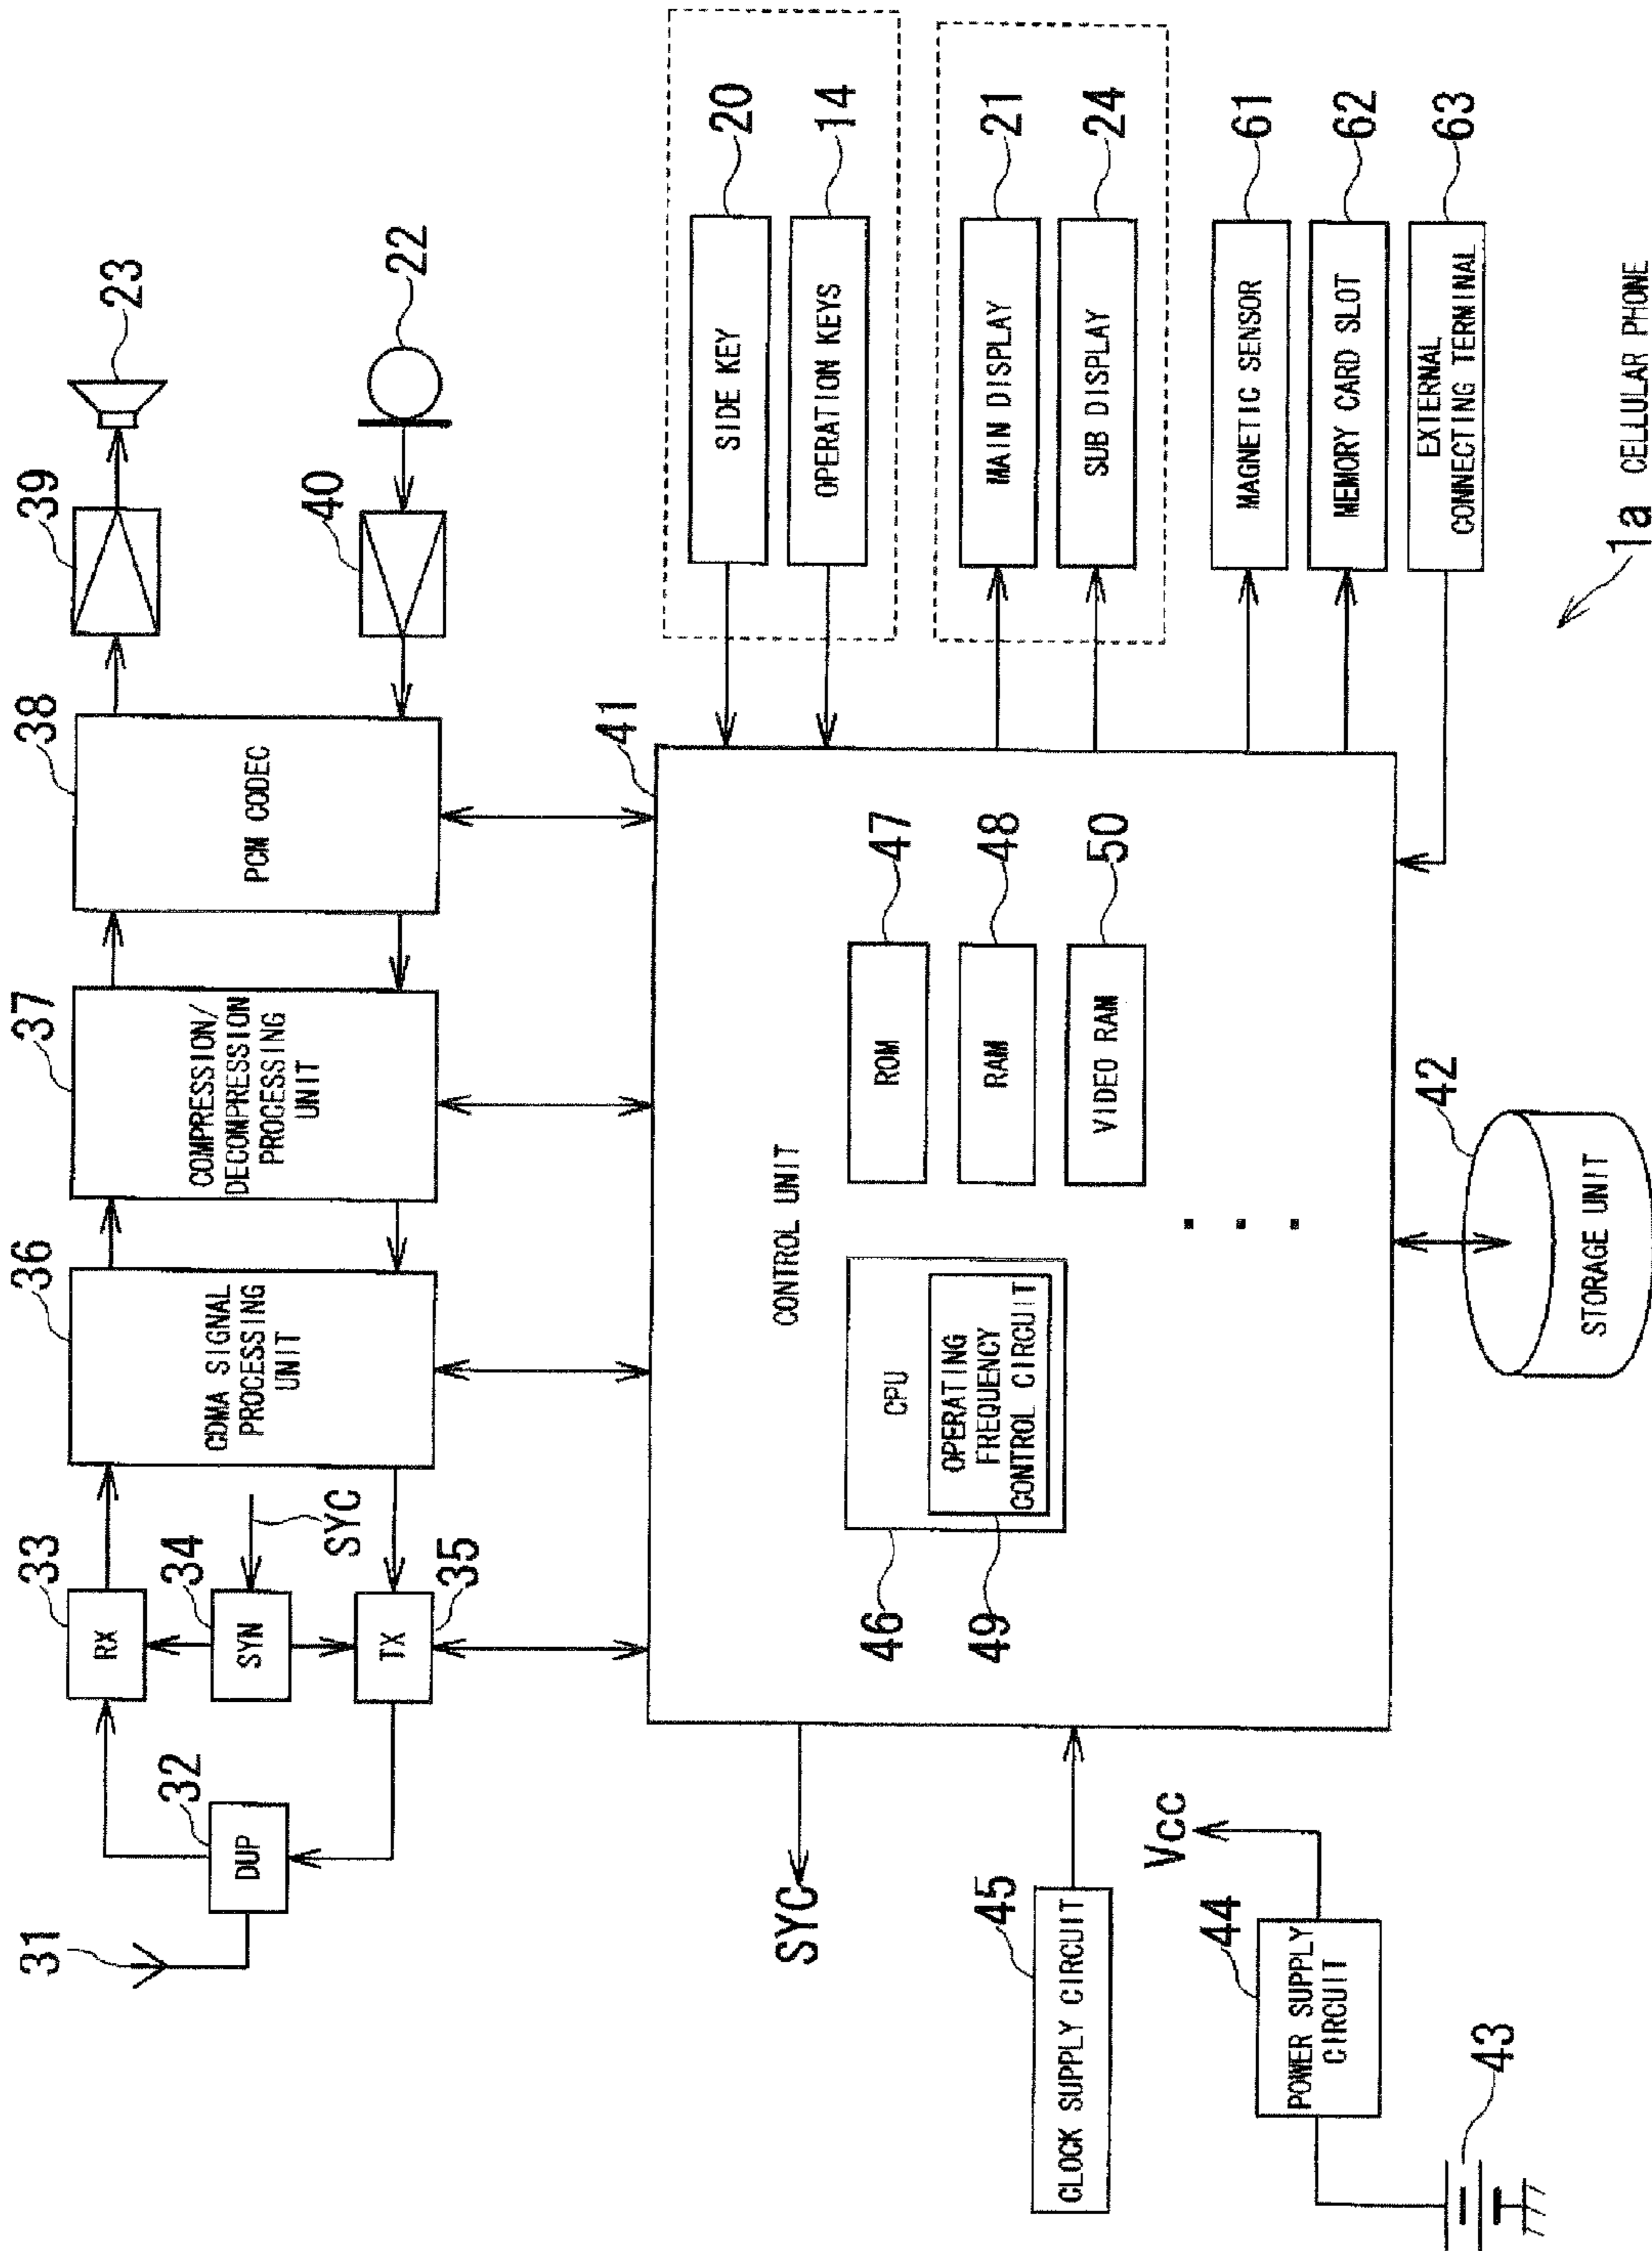 31
32
DUP
33
RX
34
SYN
SYC
TX
35
36
CDMA SIGNAL
PROCESSING
UNIT
37
COMPRESSION/
DECOMPRESSION
PROCESSING
UNIT
38
PCM CODEC
39
23
40
22
41
CONTROL UNIT
46
CPU
49
OPERATING
FREQUENCY
CONTROL CIRCUIT
ROM
47
RAM
48
VIDEO RAM
50
SYC
45
CLOCK SUPPLY CIRCUIT
Vcc
44
POWER SUPPLY
CIRCUIT
43
42
STORAGE UNIT
SIDE KEY
20
OPERATION KEYS
14
MAIN DISPLAY
21
SUB DISPLAY
24
MAGNETIC SENSOR
61
MEMORY CARD SLOT
62
EXTERNAL
CONNECTING TERMINAL
63
1a CELLULAR PHONE